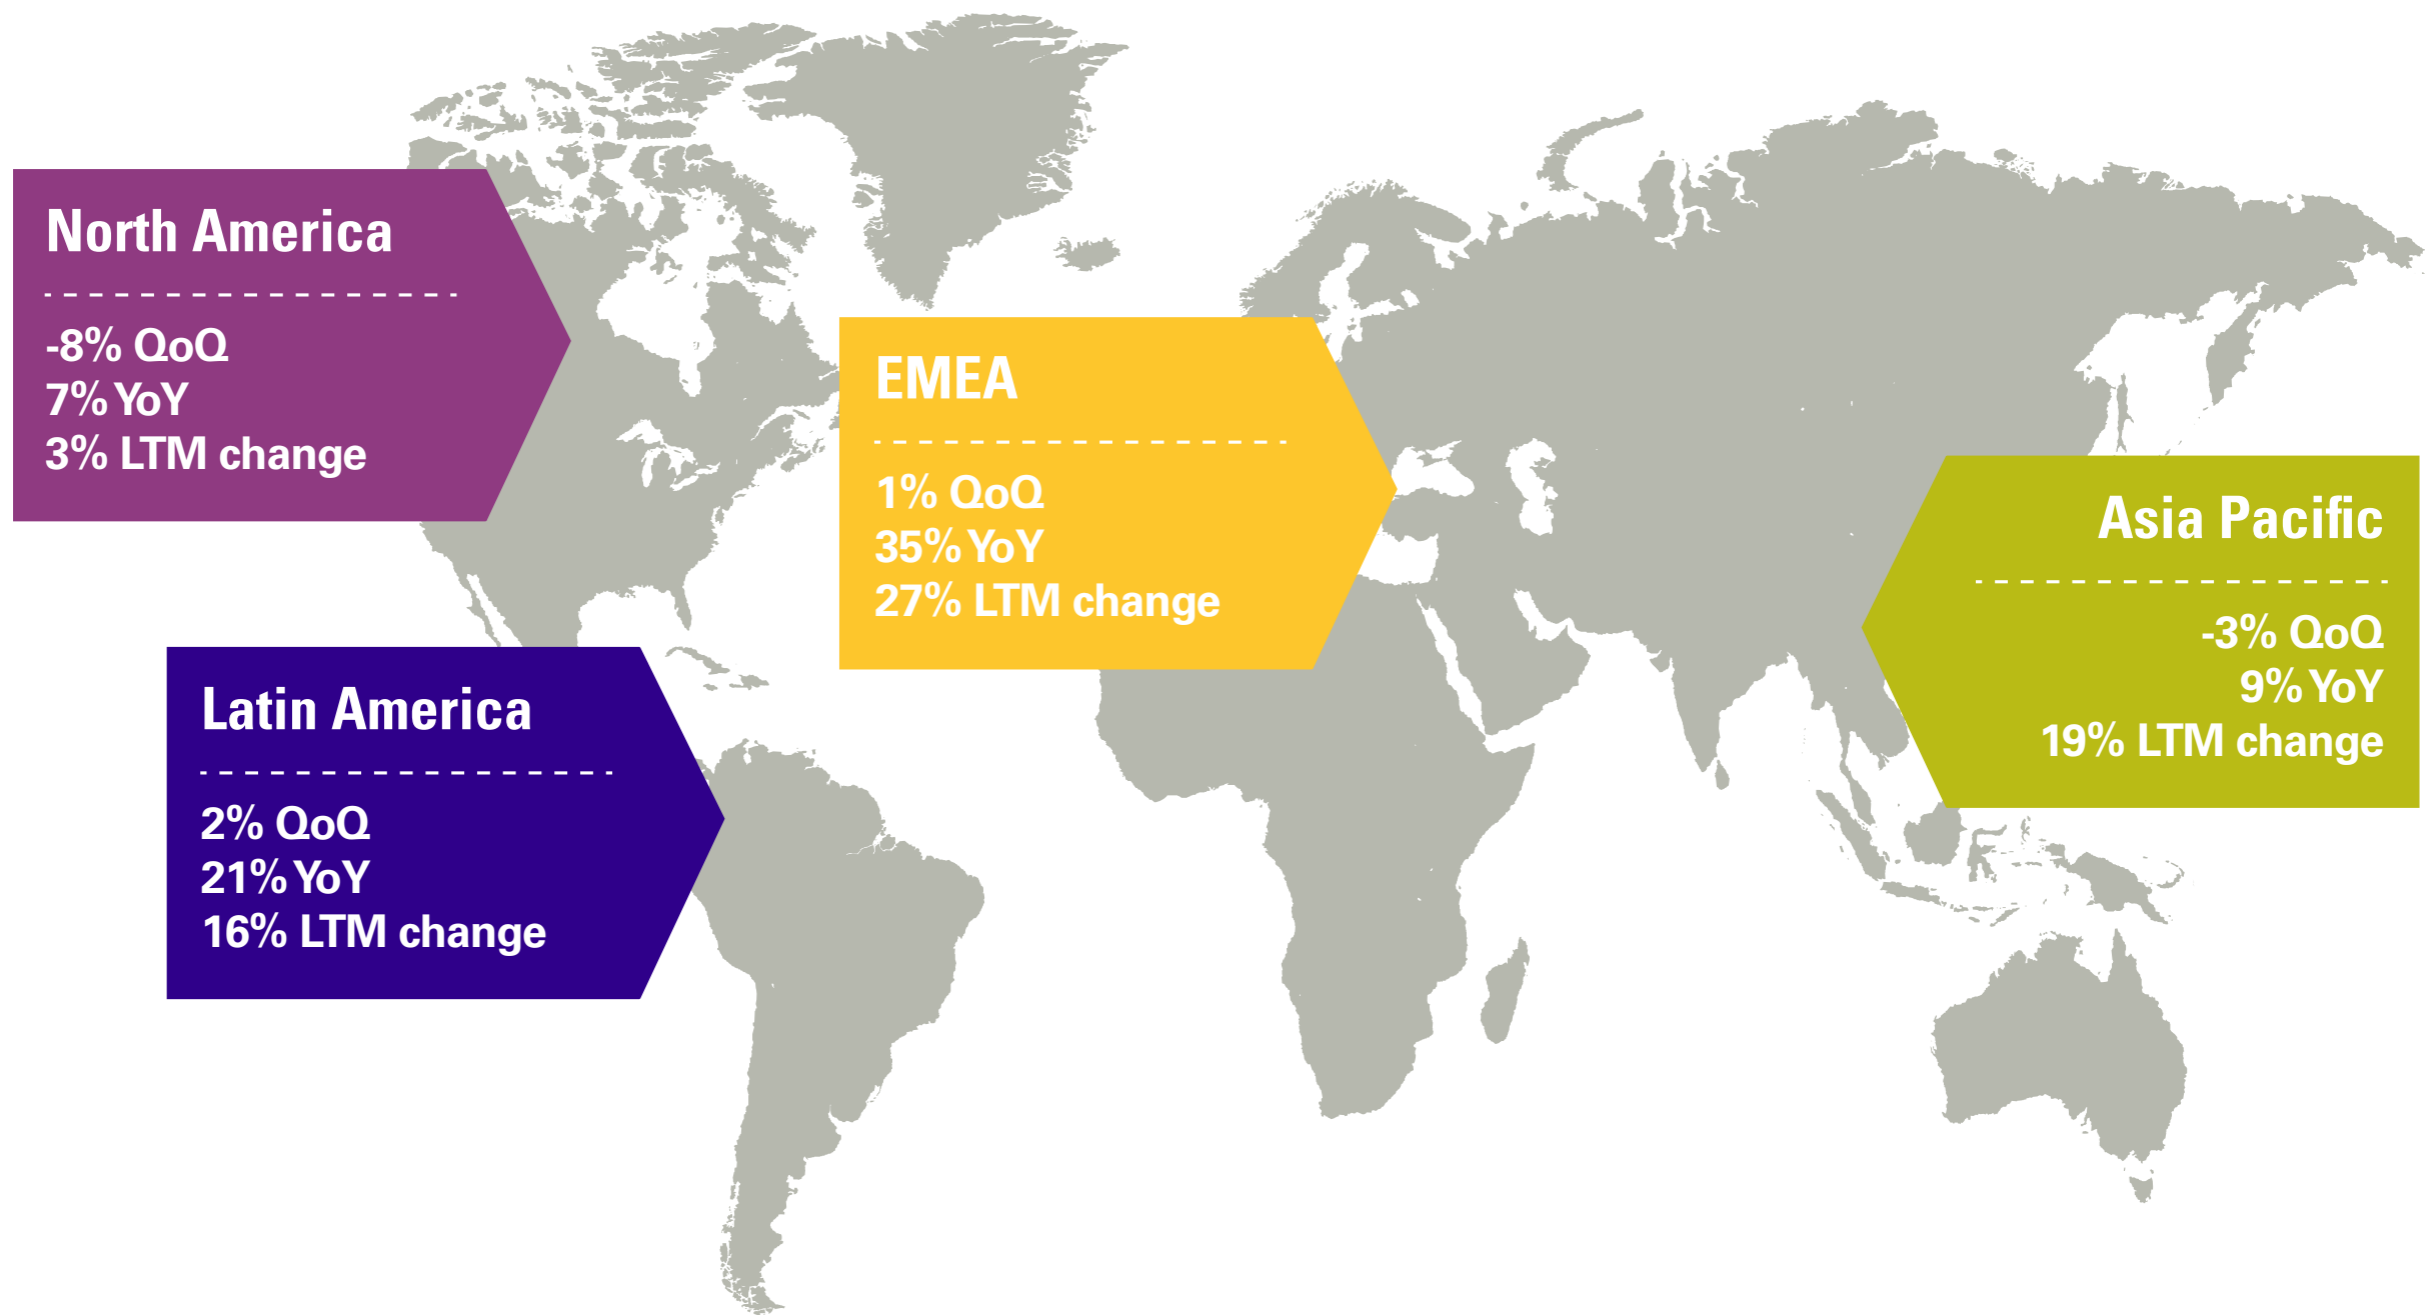 North America
-8% QoQ
7% YoY
3% LTM change
EMEA
1% QoQ
35% YoY
27% LTM change
Asia Pacific
-3% QoQ
9% YoY
19% LTM change
Latin America
2% QoQ
21% YoY
16% LTM change